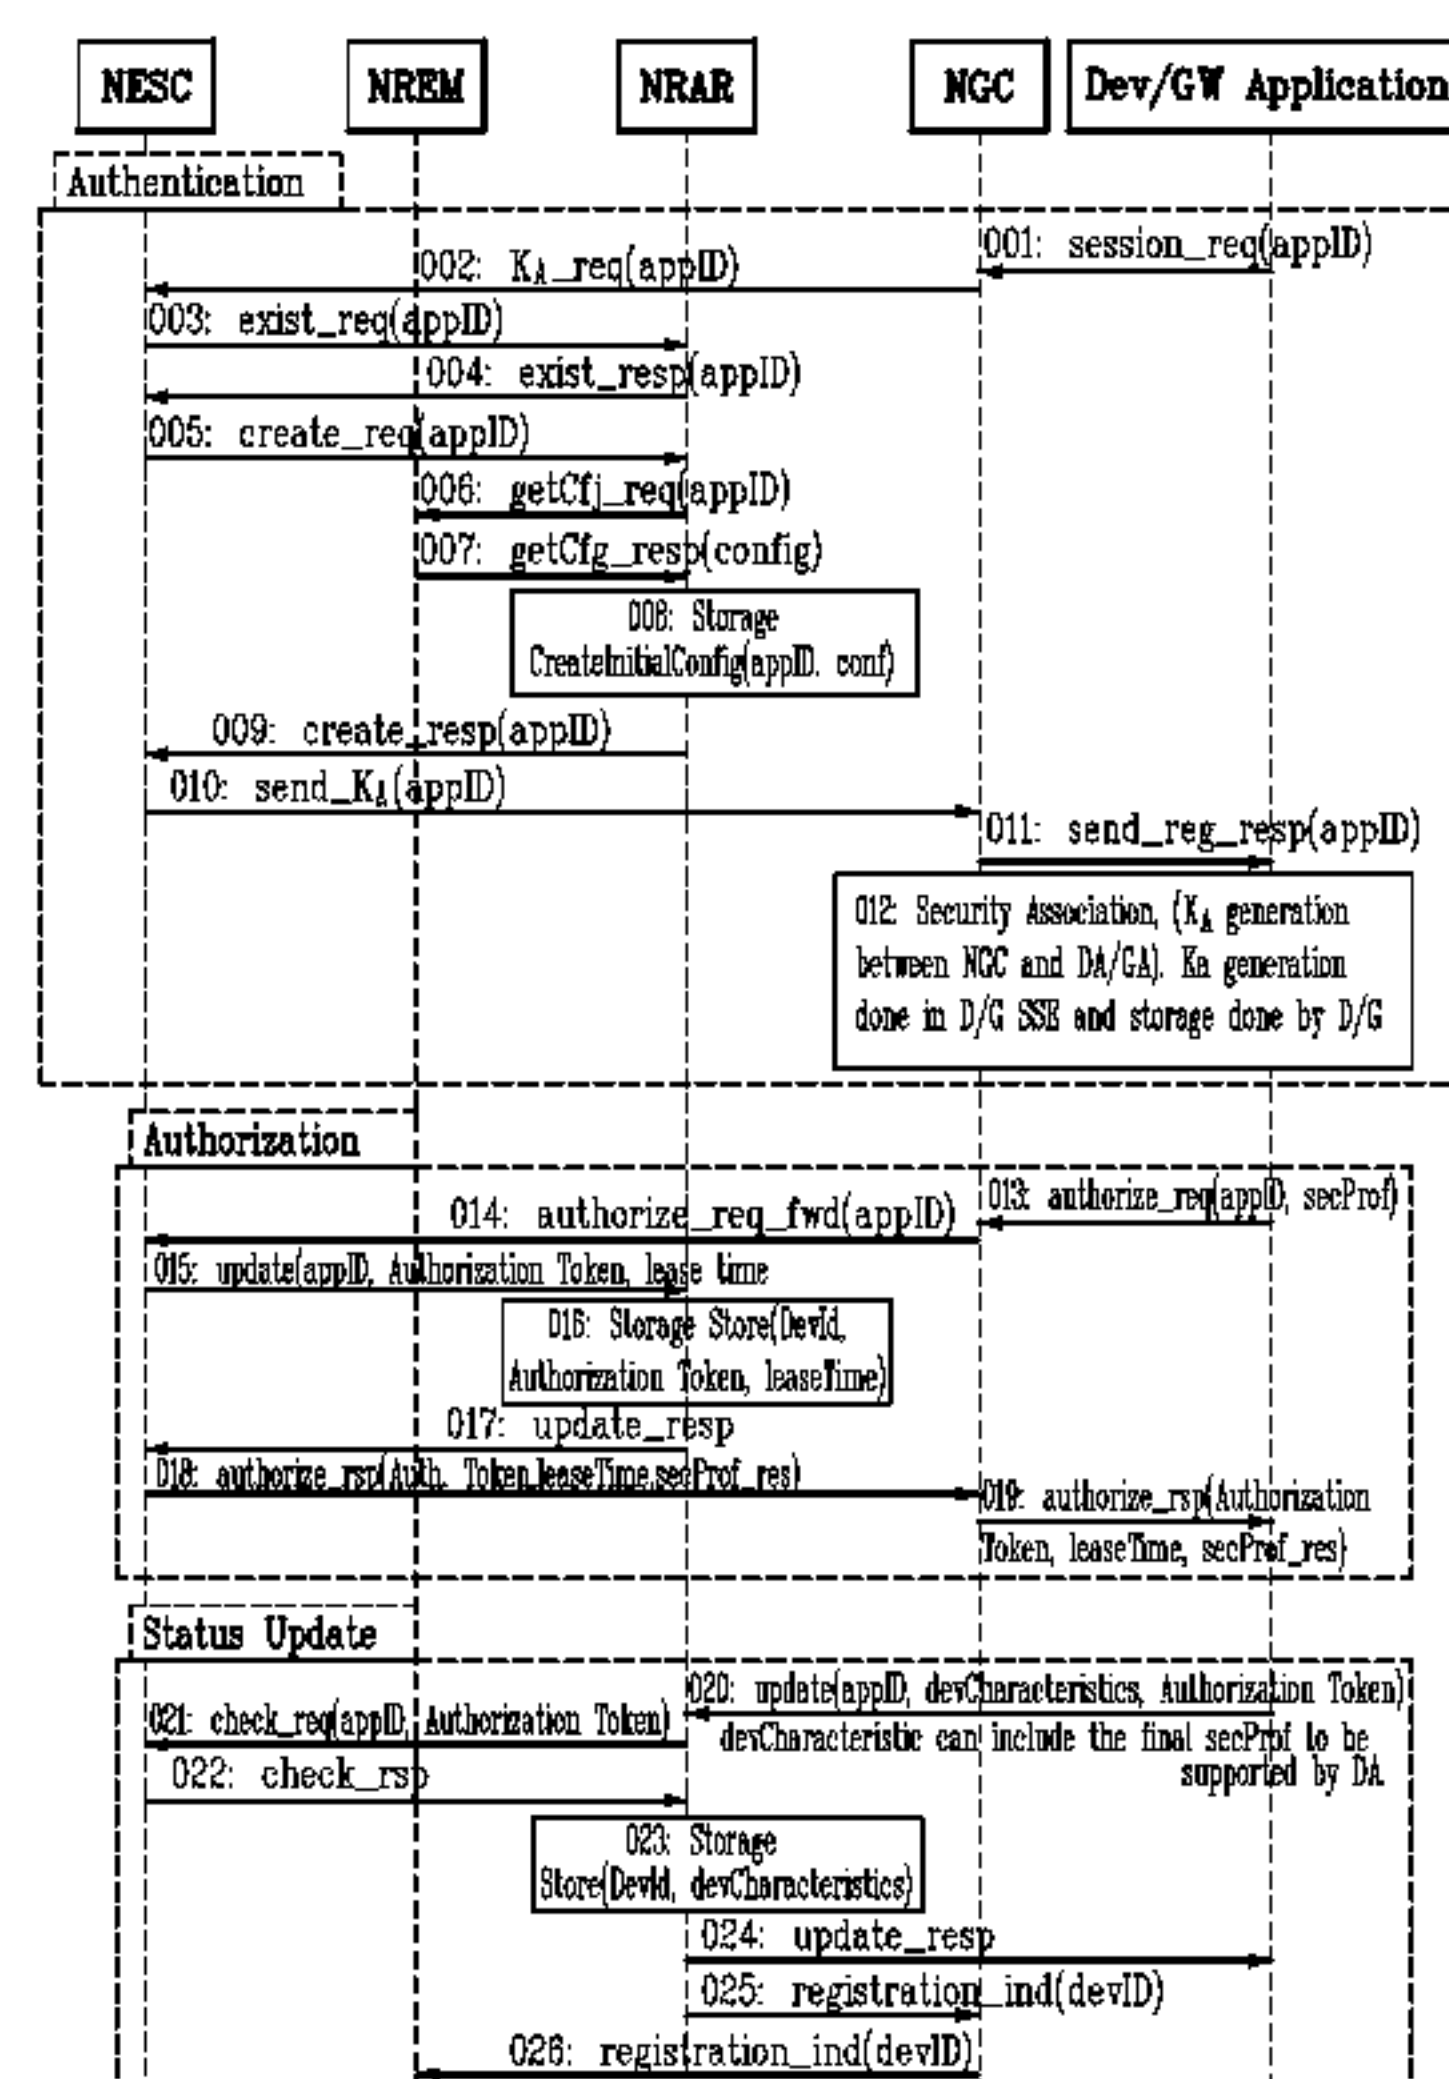 NESC NREM NRAR NGC Dev/GW Application
Authentication
001: session_req(appID)
002: K_A_req(appID)
003: exist_req(appID)
004: exist_resp(appID)
005: create_req(appID)
006: getCfj_req(appID)
007: getCfg_resp(config)
008: Storage
CreateInitialConfig(appID. conf)
009: create_resp(appID)
010: send_K_A(appID)
011: send_reg_resp(appID)
012: Security Association, (K_A generation
between NGC and DA/GA). Ka generation
done in D/G SSE and storage done by D/G
Authorization
013: authorize_req(appID, secProf)
014: authorize_req_fwd(appID)
015: update(appID, Authorization Token, lease time
016: Storage Store(DevId,
Authorization Token, leaseTime)
017: update_resp
018: authorize_rsp(Auth. Token,leaseTime,secProf_res)
019: authorize_rsp(Authorization
Token, leaseTime, secProf_res)
Status Update
020: update(appID, devCharacteristics, Authorization Token)
021: check_req(appID, Authorization Token)
devCharacteristic can include the final secProf to be
supported by DA
022: check_rsp
023: Storage
Store(DevId, devCharacteristics)
024: update_resp
025: registration_ind(devID)
026: registration_ind(devID)